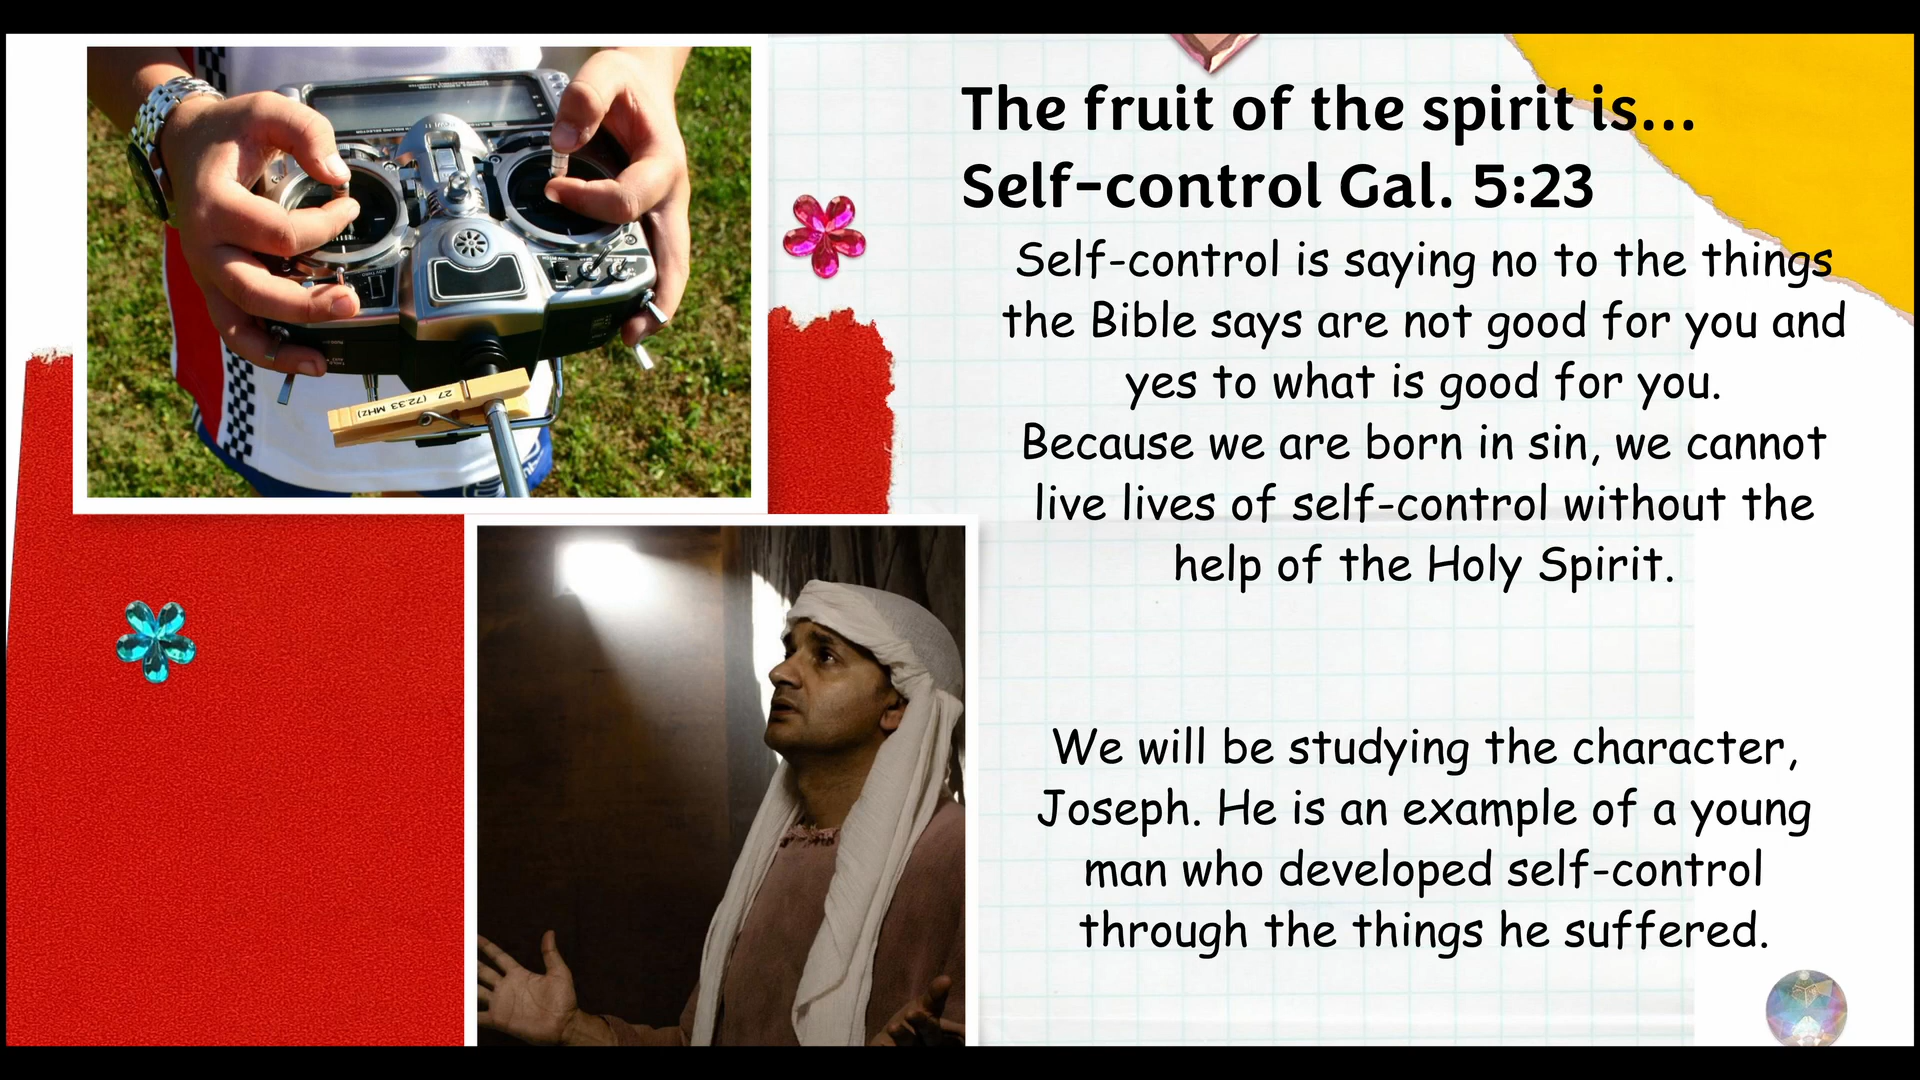 The fruit of the spirit is...
Self-control Gal. 5:23
Self-control is saying no to the things
the Bible says are not good for you and
yes to what is good for you.
Because we are born in sin, we cannot
live lives of self-control without the
help of the Holy Spirit.
We will be studying the character,
Joseph. He is an example of a young
man who developed self-control
through the things he suffered.
27 (72.33 MHz)